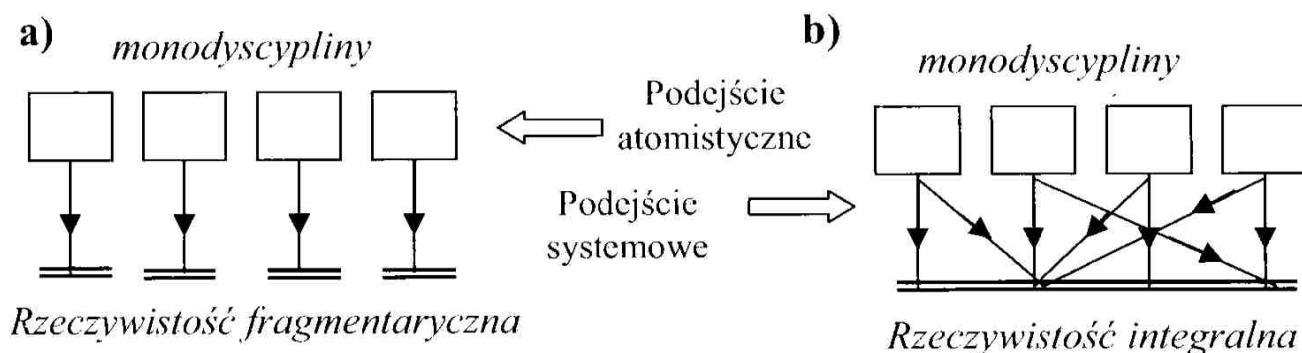 a)
monodyscypliny
Podejście
atomistyczne
Podejście
systemowe
Rzeczywistość fragmentaryczna
b)
monodyscypliny
Rzeczywistość integralna